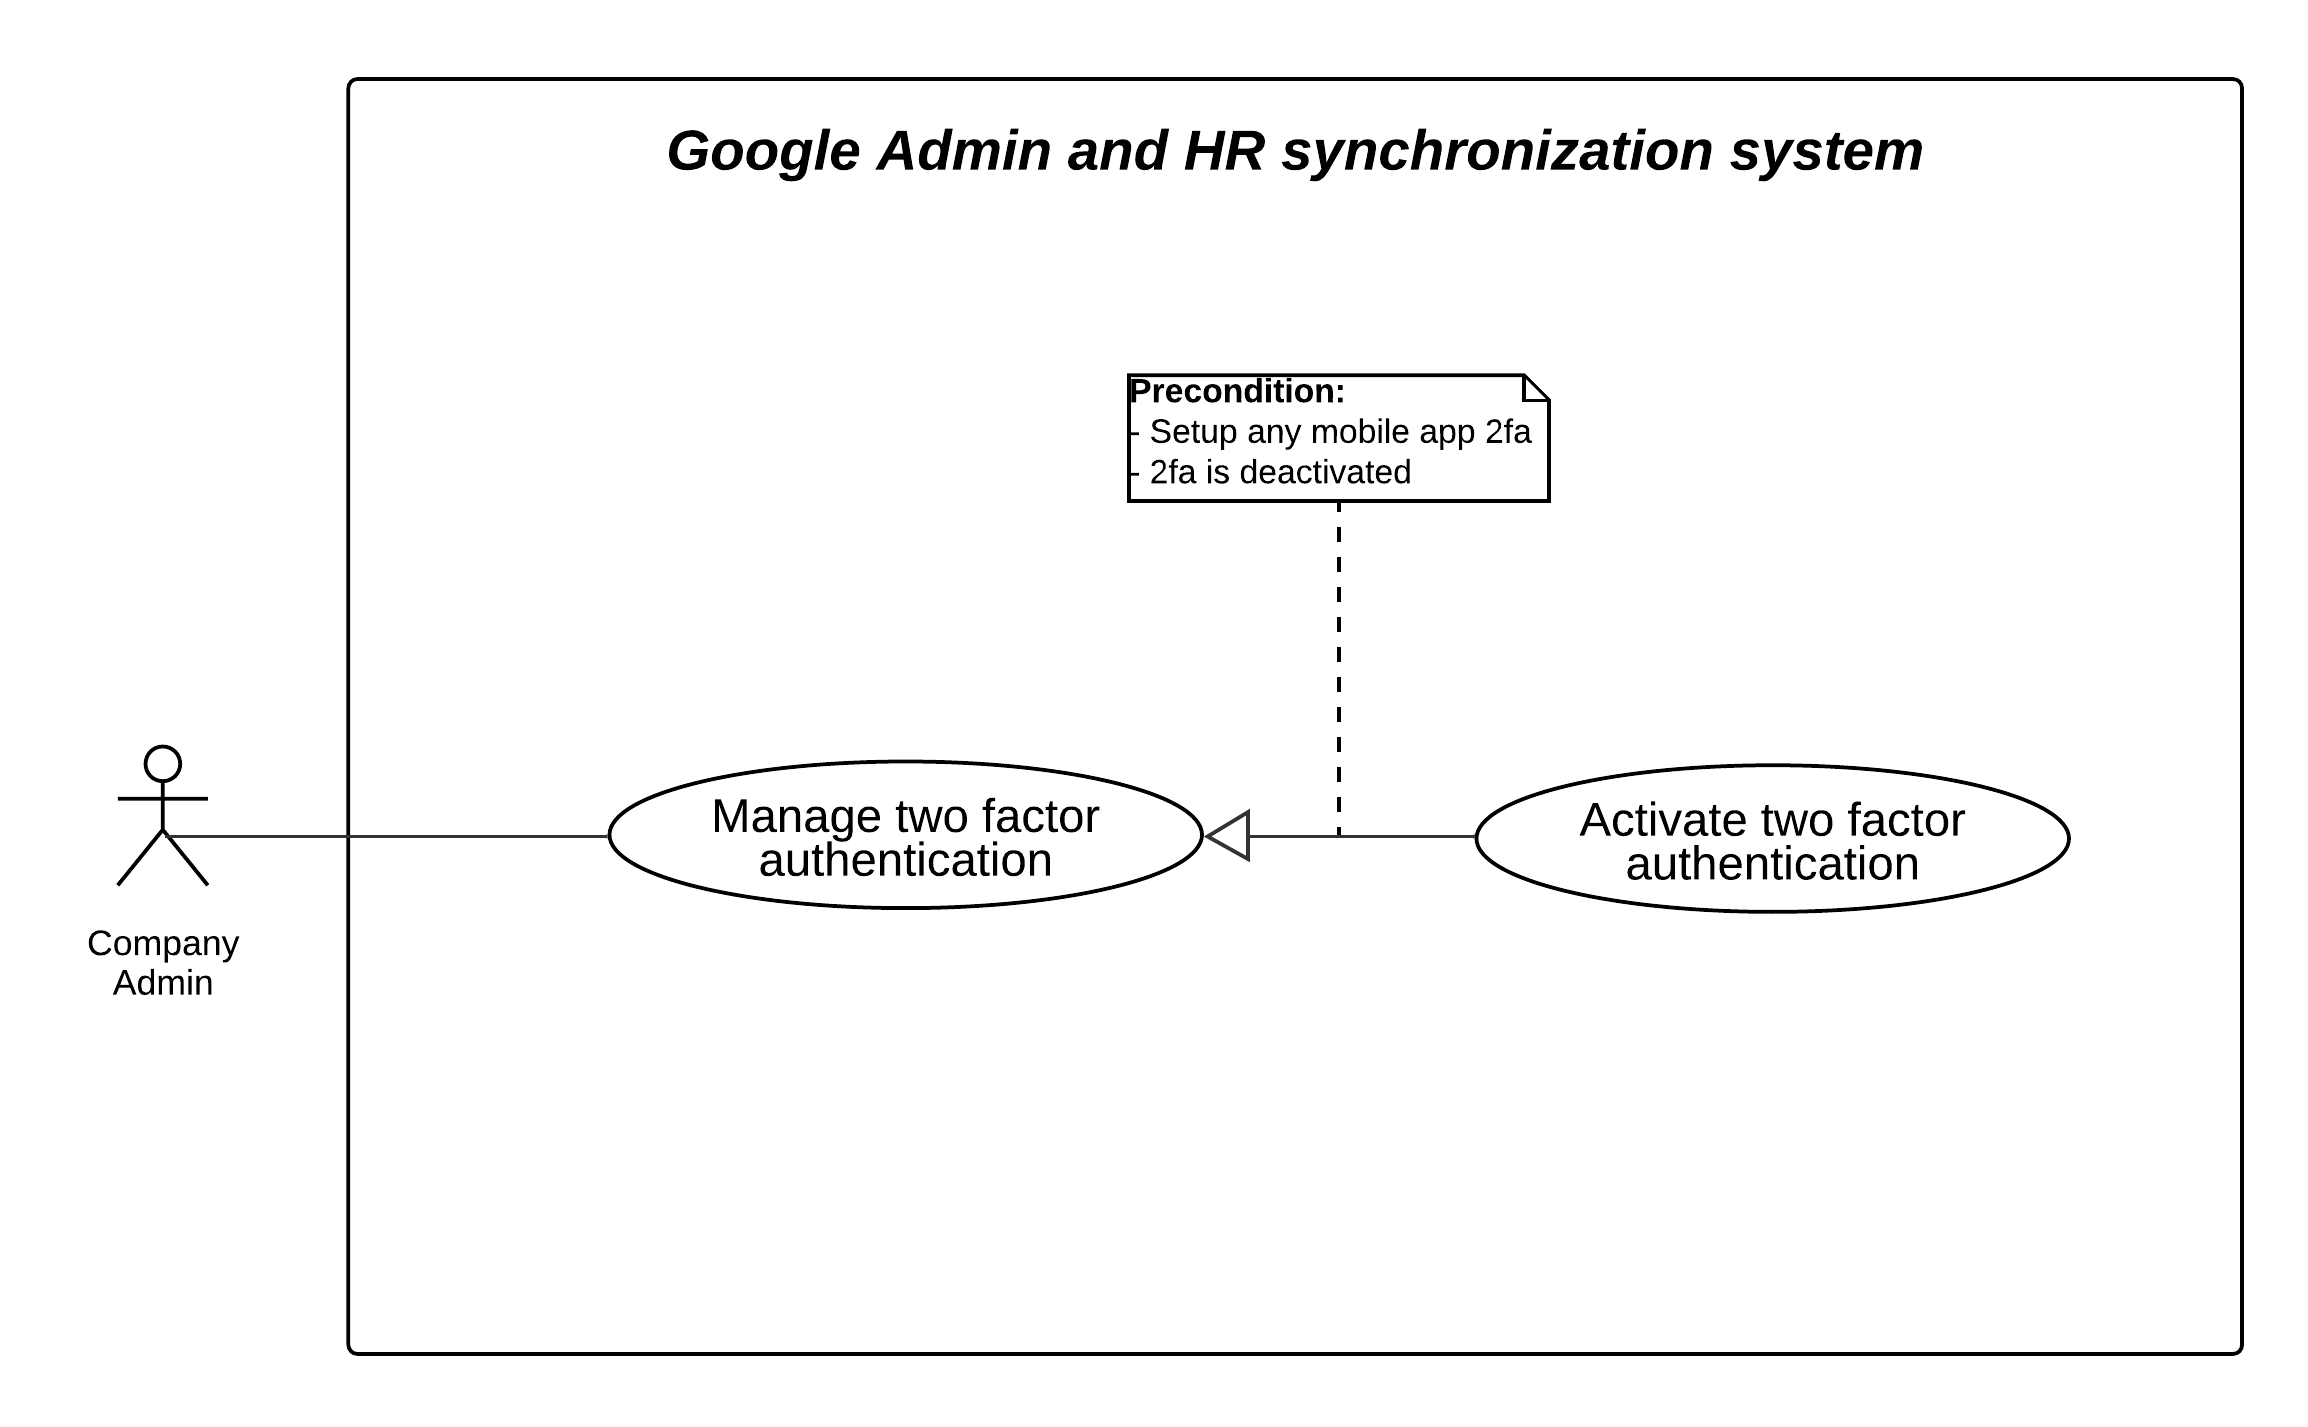 Google Admin and HR synchronization system
Precondition:
- Setup any mobile app 2fa
- 2fa is deactivated
Manage two factor
authentication
Activate two factor
authentication
Company
Admin